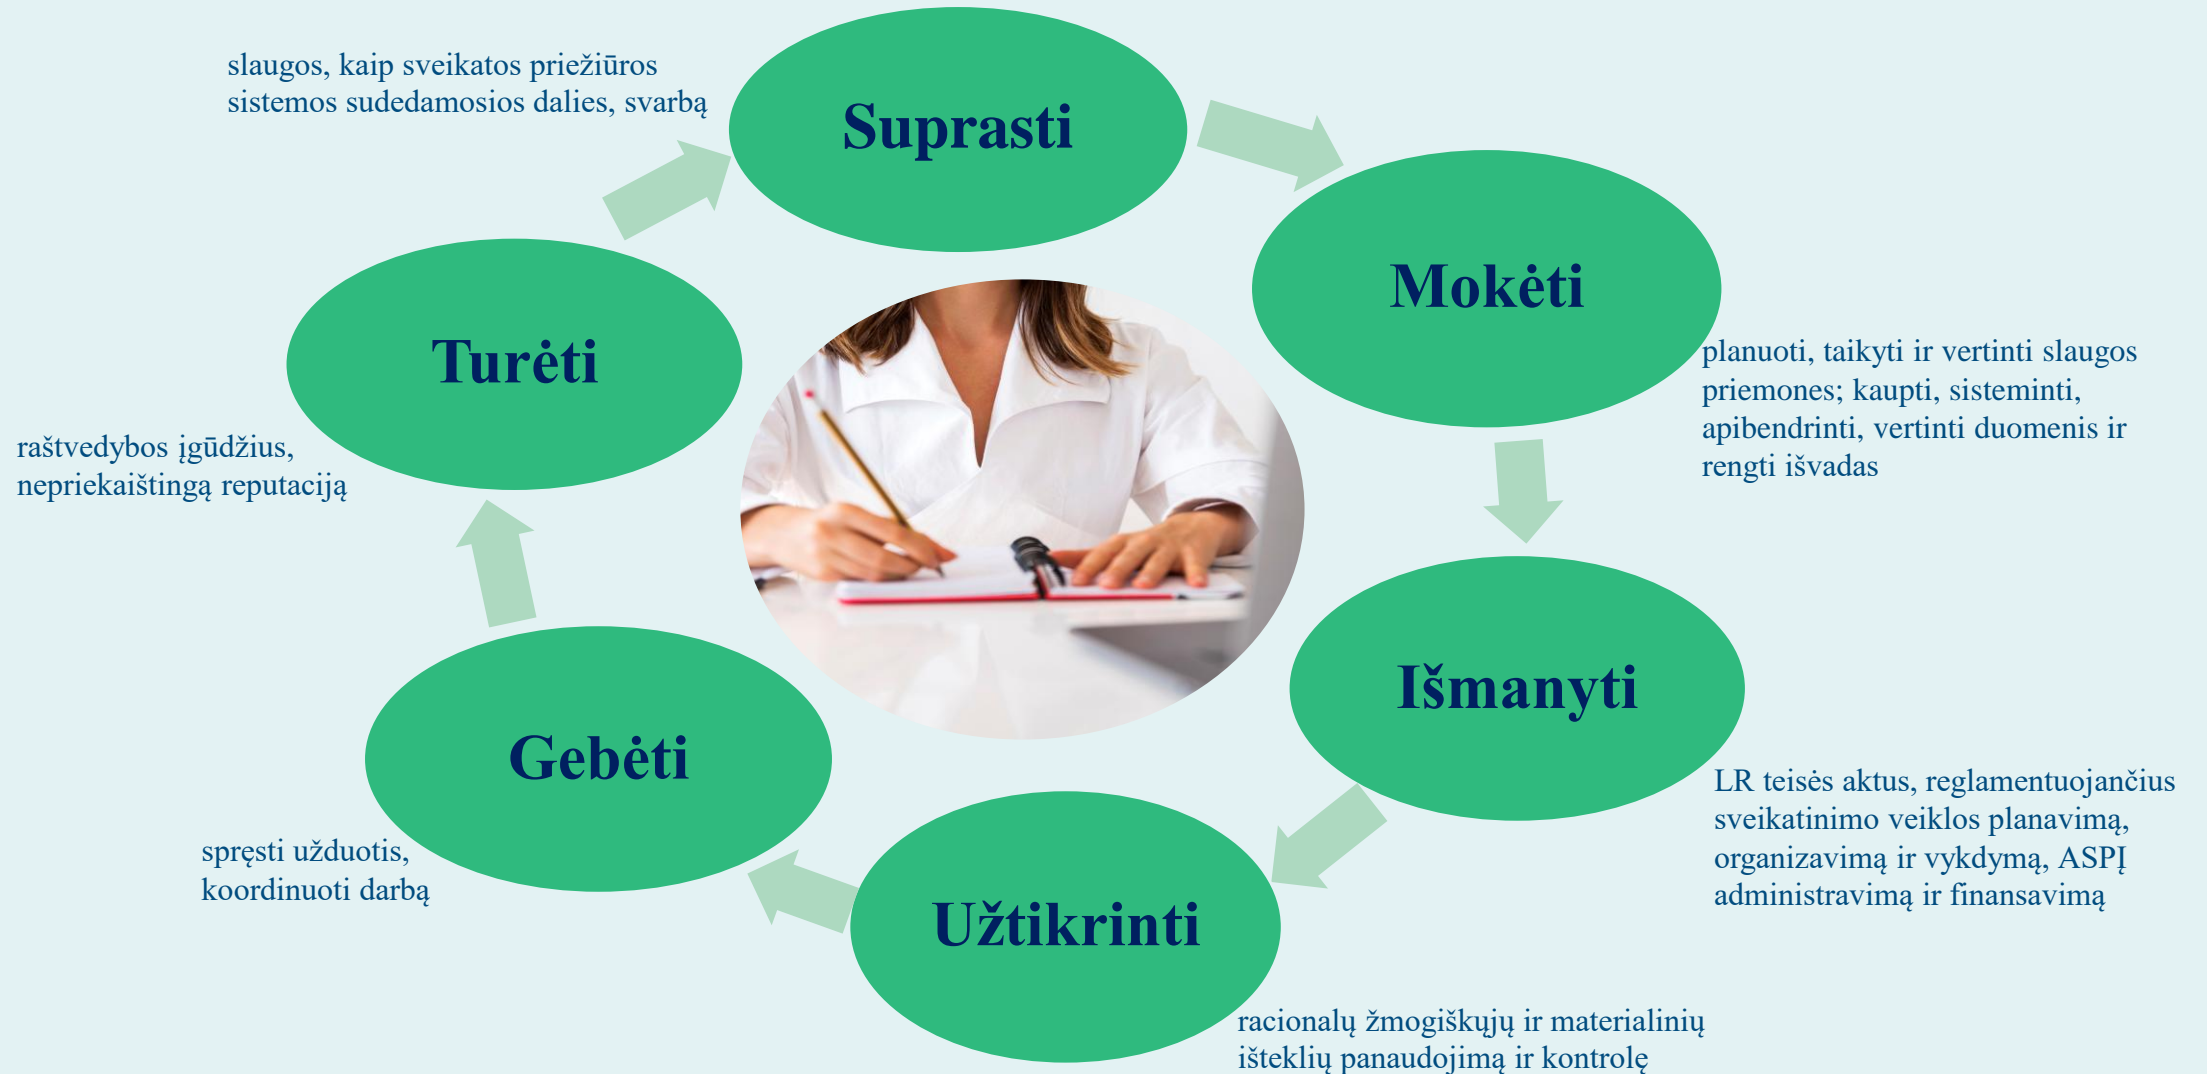 slaugos, kaip sveikatos priežiūros
sistemos sudedamosios dalies, svarbą
Suprasti
Mokėti
planuoti, taikyti ir vertinti slaugos
priemones; kaupti, sisteminti,
apibendrinti, vertinti duomenis ir
rengti išvadas
Išmanyti
LR teisės aktus, reglamentuojančius
sveikatinimo veiklos planavimą,
organizavimą ir vykdymą, ASPĮ
administravimą ir finansavimą
Užtikrinti
racionalų žmogiškųjų ir materialinių
išteklių panaudojimą ir kontrolę
Gebėti
spręsti užduotis,
koordinuoti darbą
Turėti
raštvedybos įgūdžius,
nepriekaištingą reputaciją